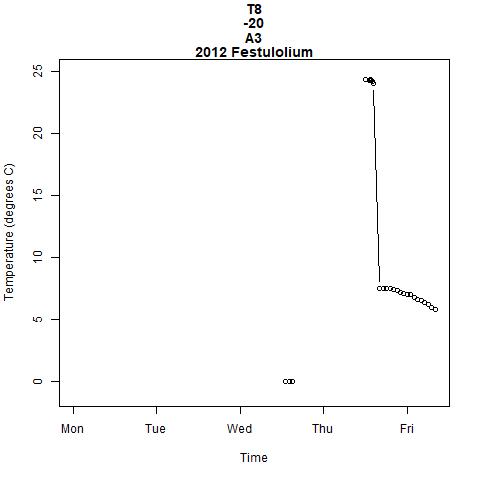 T8
-20
A3
2012 Festulolium
25
20
15
10
5
0
Temperature (degrees C)
Mon Tue Wed Thu Fri
Time